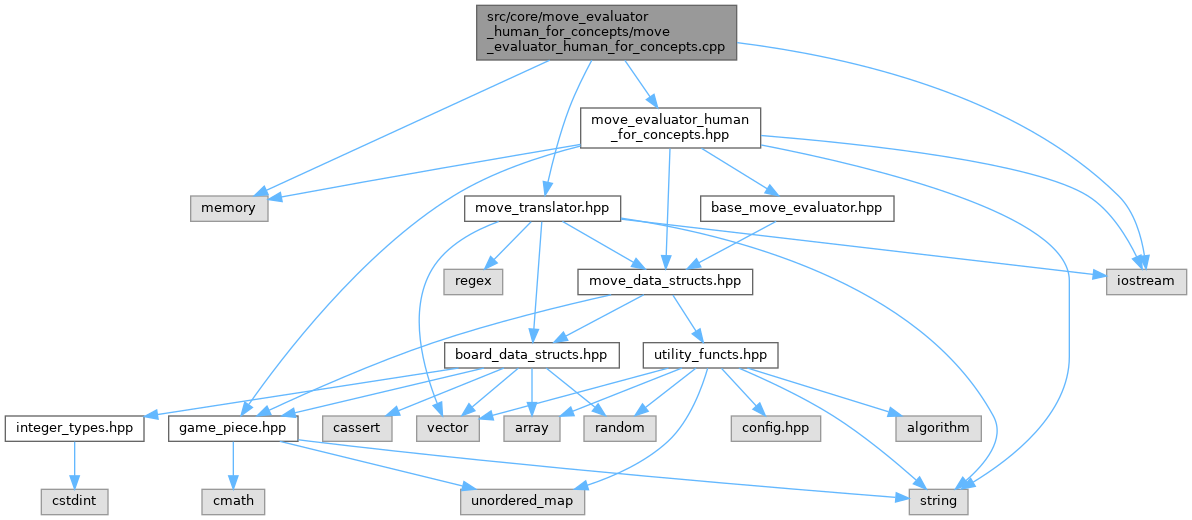 src/core/move_evaluator
_human_for_concepts/move
_evaluator_human_for_concepts.cpp
move_evaluator_human
_for_concepts.hpp
memory
move_translator.hpp
base_move_evaluator.hpp
regex
move_data_structs.hpp
iostream
board_data_structs.hpp
utility_functs.hpp
integer_types.hpp
game_piece.hpp
cassert
vector
array
random
config.hpp
algorithm
cstdint
cmath
unordered_map
string